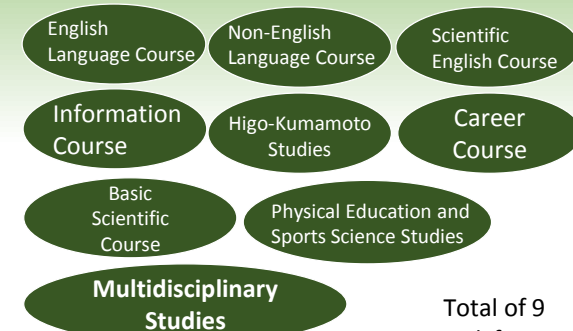 English
Language Course
Non-English
Language Course
Scientific
English Course
Information
Course
Higo-Kumamoto
Studies
Career
Course
Basic
Scientific
Course
Physical Education and
Sports Science Studies
Multidisciplinary
Studies
Total of 9